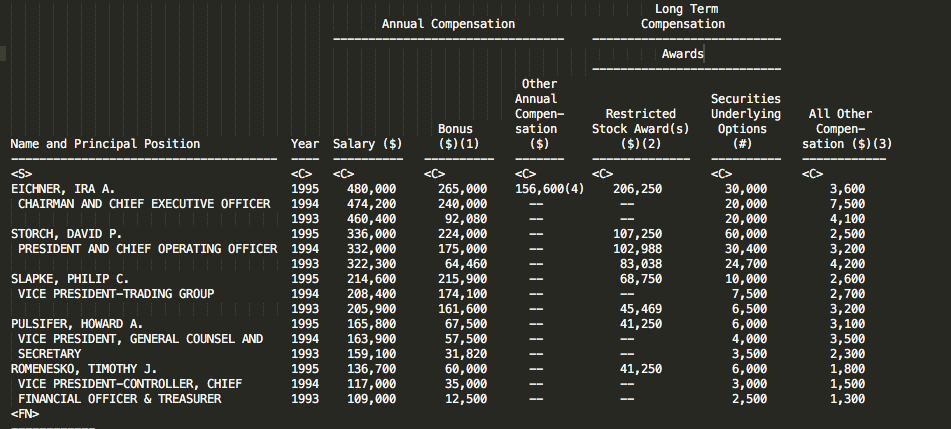 Long Term
Annual Compensation Compensation
Awards
Other
Annual Securities
Compen- Restricted Underlying All Other
Bonus sation Stock Award(s) Options Compen-
Name and Principal Position Year Salary ($) ($)(1) ($) ($)(2) (#) sation ($)(3)
<S> <C> <C> <C> <C> <C> <C> <C>
EICHNER, IRA A. 1995 480,000 265,000 156,600(4) 206,250 30,000 3,600
CHAIRMAN AND CHIEF EXECUTIVE OFFICER 1994 474,200 240,000 -- -- 20,000 7,500
1993 460,400 92,080 -- -- 20,000 4,100
STORCH, DAVID P. 1995 336,000 224,000 -- 107,250 60,000 2,500
PRESIDENT AND CHIEF OPERATING OFFICER 1994 332,000 175,000 -- 102,988 30,400 3,200
1993 322,300 64,460 -- 83,038 24,700 4,200
SLAPKE, PHILIP C. 1995 214,600 215,900 -- 68,750 10,000 2,600
VICE PRESIDENT-TRADING GROUP 1994 208,400 174,100 -- -- 7,500 2,700
1993 205,900 161,600 -- 45,469 6,500 3,200
PULSIFER, HOWARD A. 1995 165,800 67,500 -- 41,250 6,000 3,100
VICE PRESIDENT, GENERAL COUNSEL AND 1994 163,900 57,500 -- -- 4,000 3,500
SECRETARY 1993 159,100 31,820 -- -- 3,500 2,300
ROMENESKO, TIMOTHY J. 1995 136,700 60,000 -- 41,250 6,000 1,800
VICE PRESIDENT-CONTROLLER, CHIEF 1994 117,000 35,000 -- -- 3,000 1,500
FINANCIAL OFFICER & TREASURER 1993 109,000 12,500 -- -- 2,500 1,300
<FN>